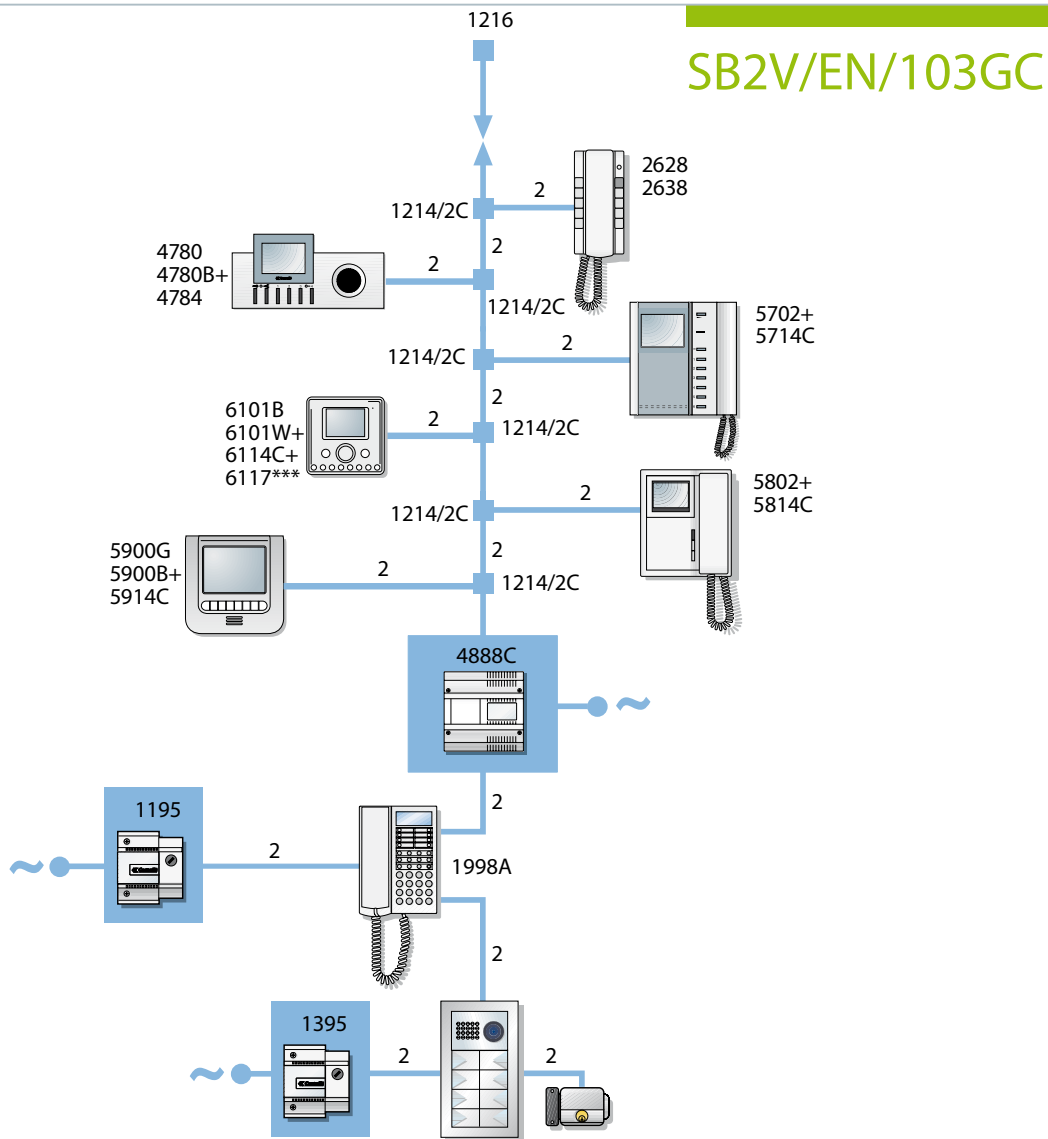 1216
SB2V/EN/103GC
2628
2638
2
1214/2C
2
4780
4780B+
4784
2
1214/2C
5702+
5714C
2
1214/2C
2
6101B
6101W+
6114C+
6117***
2
1214/2C
5802+
5814C
2
1214/2C
2
5900G
5900B+
5914C
2
1214/2C
4888C
~
2
1195
~
2
1998A
2
1395
~
2
2